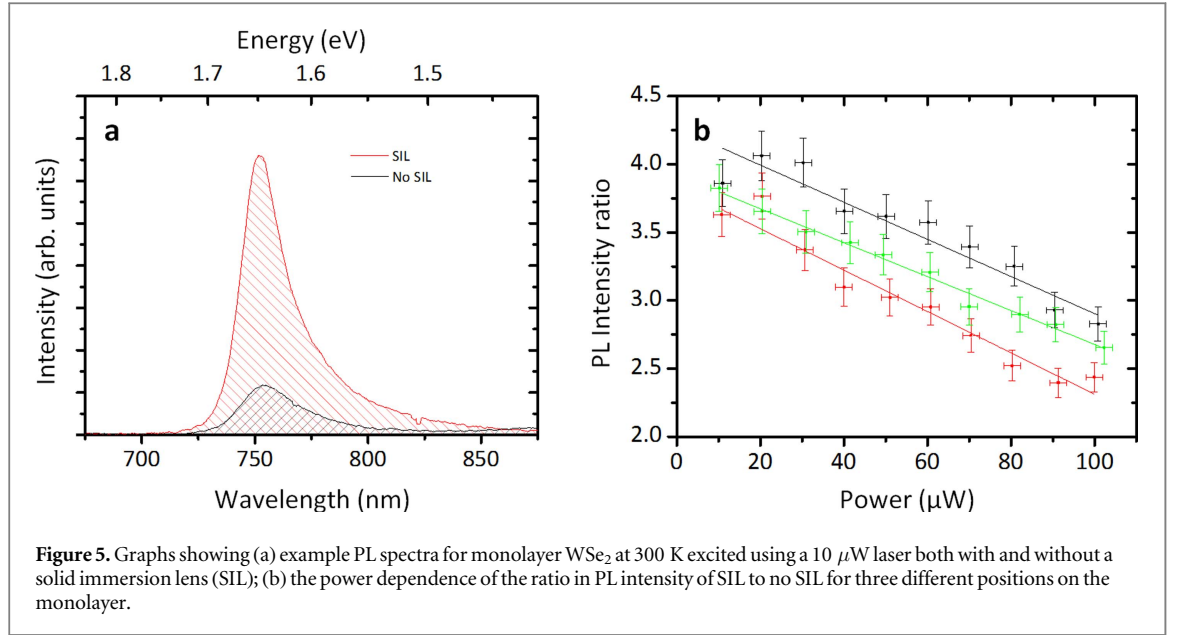 Energy (eV)
1.8 1.7 1.6 1.5
a
SIL
No SIL
Intensity (arb. units)
700 750 800 850
Wavelength (nm)
b
4.5
4.0
3.5
3.0
2.5
2.0
PL Intensity ratio
0 20 40 60 80 100
Power (μW)
Figure 5. Graphs showing (a) example PL spectra for monolayer WSe₂ at 300 K excited using a 10 μW laser both with and without a
solid immersion lens (SIL); (b) the power dependence of the ratio in PL intensity of SIL to no SIL for three different positions on the
monolayer.